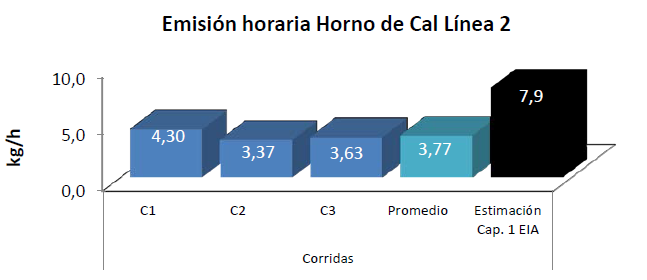 Emisión horaria Horno de Cal Línea 2
kg/h
10,0
5,0
0,0
4,30
3,37
3,63
3,77
7,9
C1
C2
C3
Promedio
Estimación
Cap. 1 EIA
Corridas